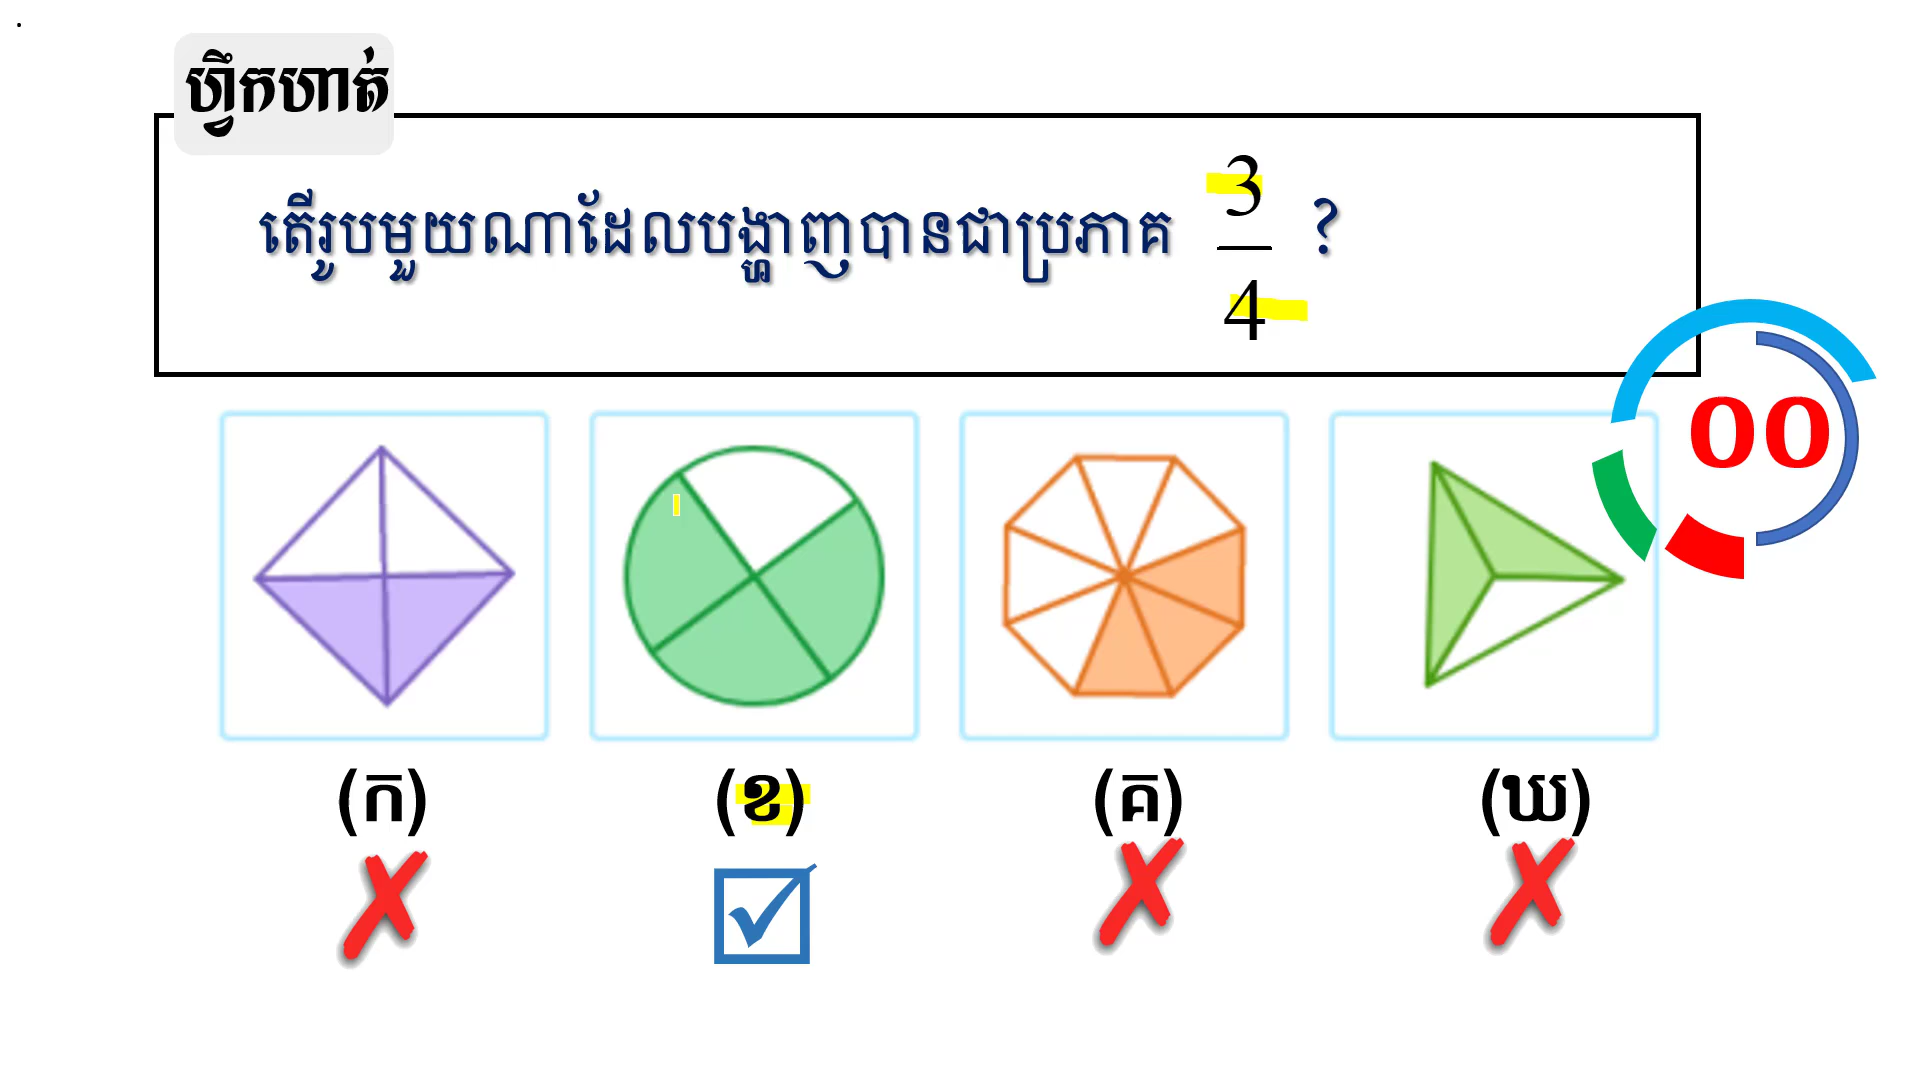 ហ្វឹកហាត់
តើរូបមួយណាដែលបង្ហាញបានជាប្រភាគ 3/4 ?
00
(ក) (ខ) (គ) (ឃ)